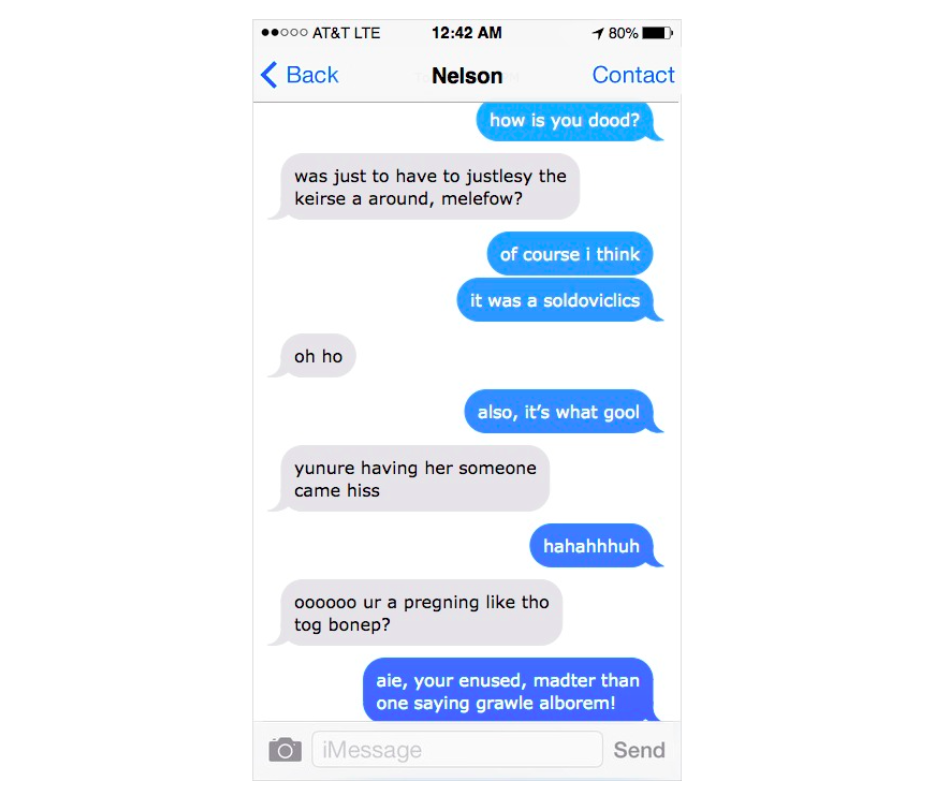 AT&T LTE 12:42 AM 80%
Back Nelson Contact
how is you dood?
was just to have to justlesy the
keirse a around, melefow?
of course i think
it was a soldoviclics
oh ho
also, it’s what gool
yunure having her someone
came hiss
hahahhhuh
oooooo ur a pregning like tho
tog bonep?
aie, your enused, madter than
one saying grawle alborem!
iMessage Send